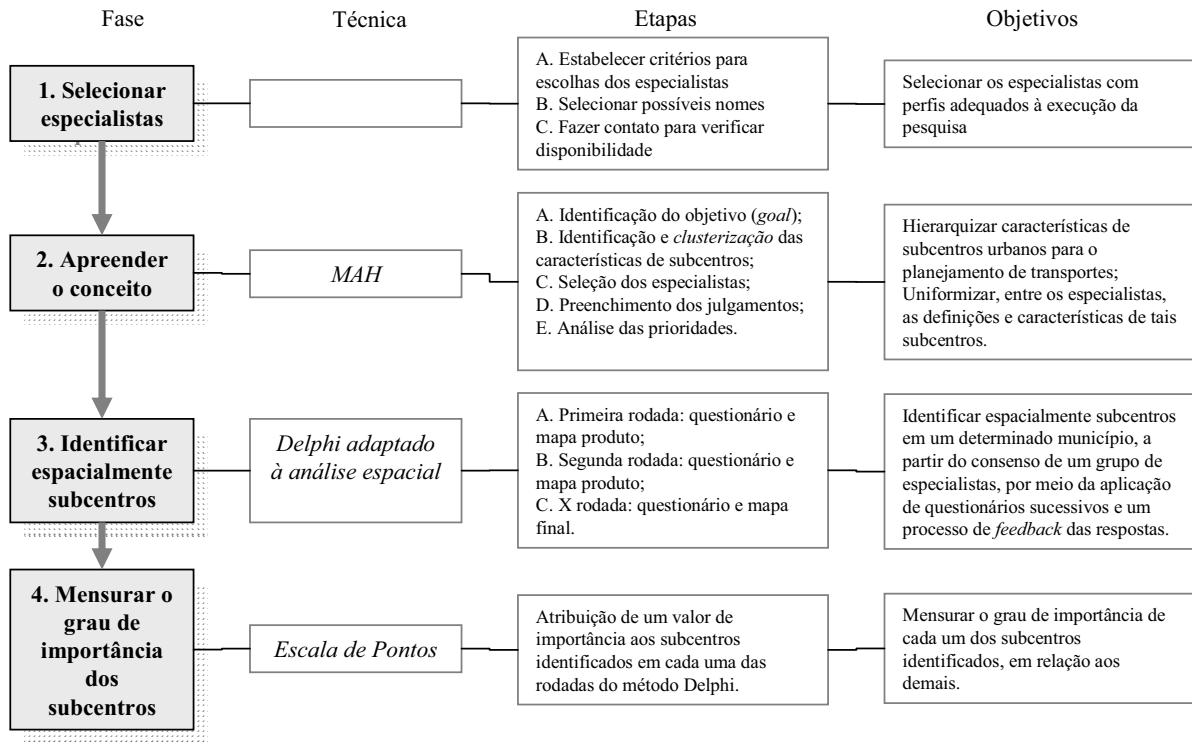 Fase
Técnica
Etapas
Objetivos
1. Selecionar
especialistas
A. Estabelecer critérios para
escolhas dos especialistas
B. Selecionar possíveis nomes
C. Fazer contato para verificar
disponibilidade
Selecionar os especialistas com
perfis adequados à execução da
pesquisa
2. Apreender
o conceito
MAH
A. Identificação do objetivo (goal);
B. Identificação e clusterização das
características de subcentros;
C. Seleção dos especialistas;
D. Preenchimento dos julgamentos;
E. Análise das prioridades.
Hierarquizar características de
subcentros urbanos para o
planejamento de transportes;
Uniformizar, entre os especialistas,
as definições e características de tais
subcentros.
3. Identificar
espacialmente
subcentros
Delphi adaptado
à análise espacial
A. Primeira rodada: questionário e
mapa produto;
B. Segunda rodada: questionário e
mapa produto;
C. X rodada: questionário e mapa
final.
Identificar espacialmente subcentros
em um determinado município, a
partir do consenso de um grupo de
especialistas, por meio da aplicação
de questionários sucessivos e um
processo de feedback das respostas.
4. Mensurar o
grau de
importância
dos
subcentros
Escala de Pontos
Atribuição de um valor de
importância aos subcentros
identificados em cada uma das
rodadas do método Delphi.
Mensurar o grau de importância de
cada um dos subcentros
identificados, em relação aos
demais.